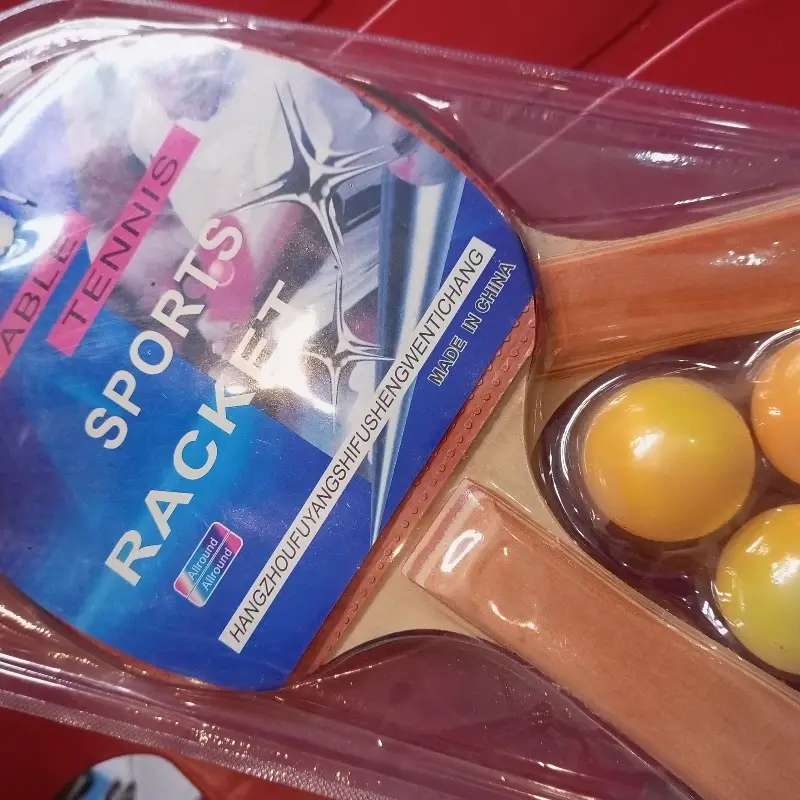 ABLE
TENNIS
SPORTS
RACKET
Allround
Allround
HANGZHOUFUYANGSHIFUSHENGWENTICHANG
MADE IN CHINA